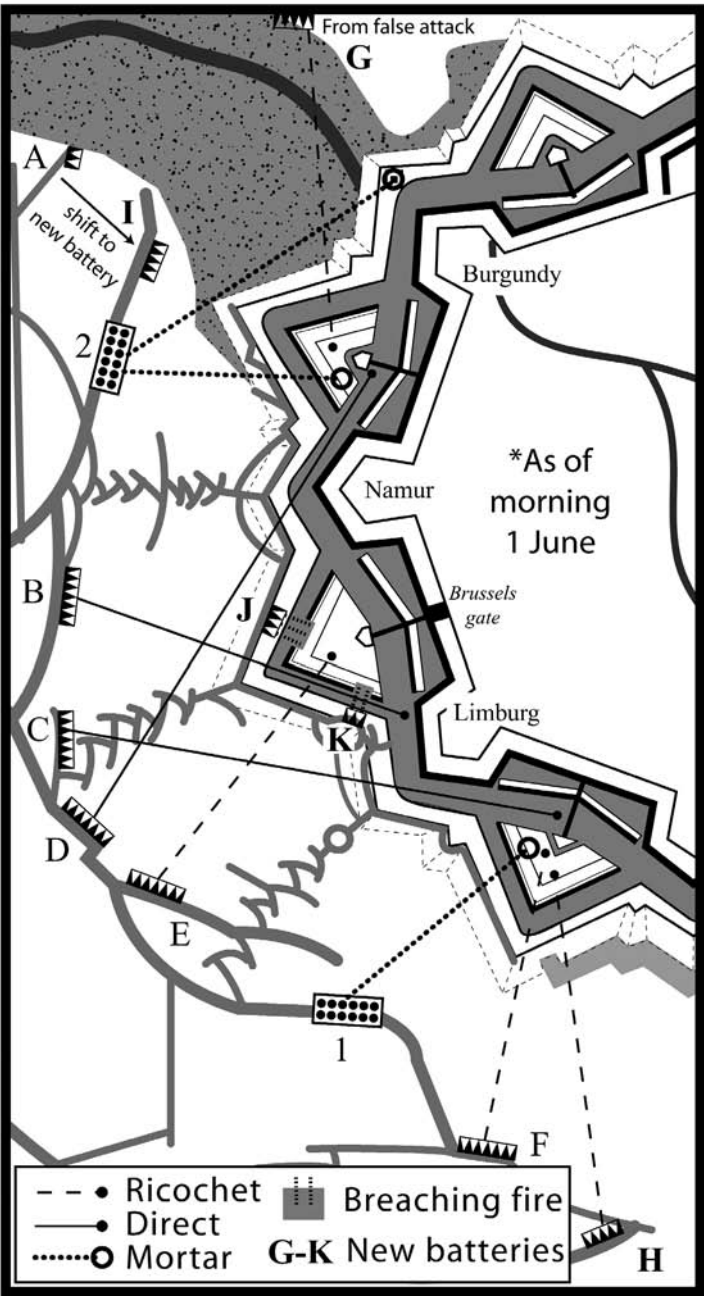 From false attack
G
A
I
shift to
new battery
Burgundy
2
*As of
morning
1 June
Namur
B
J
Brussels
gate
C
K
Limburg
D
E
1
F
H
Ricochet
Direct
Mortar
Breaching fire
G-K New batteries